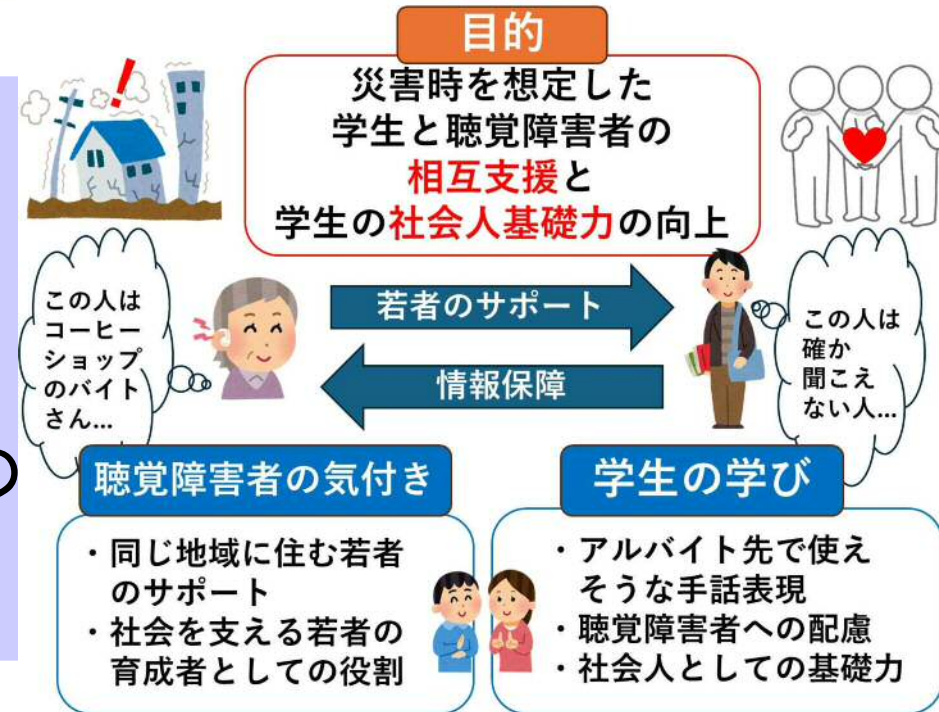 目的
災害時を想定した
学生と聴覚障害者の
相互支援と
学生の社会人基礎力の向上
!
この人は
コーヒー
ショップ
のバイト
さん...
若者のサポート
情報保障
この人は
確か
聞こえ
ない人...
の
聴覚障害者の気付き
・同じ地域に住む若者
のサポート
・社会を支える若者の
育成者としての役割
学生の学び
・アルバイト先で使え
そうな手話表現
・聴覚障害者への配慮
・社会人としての基礎力